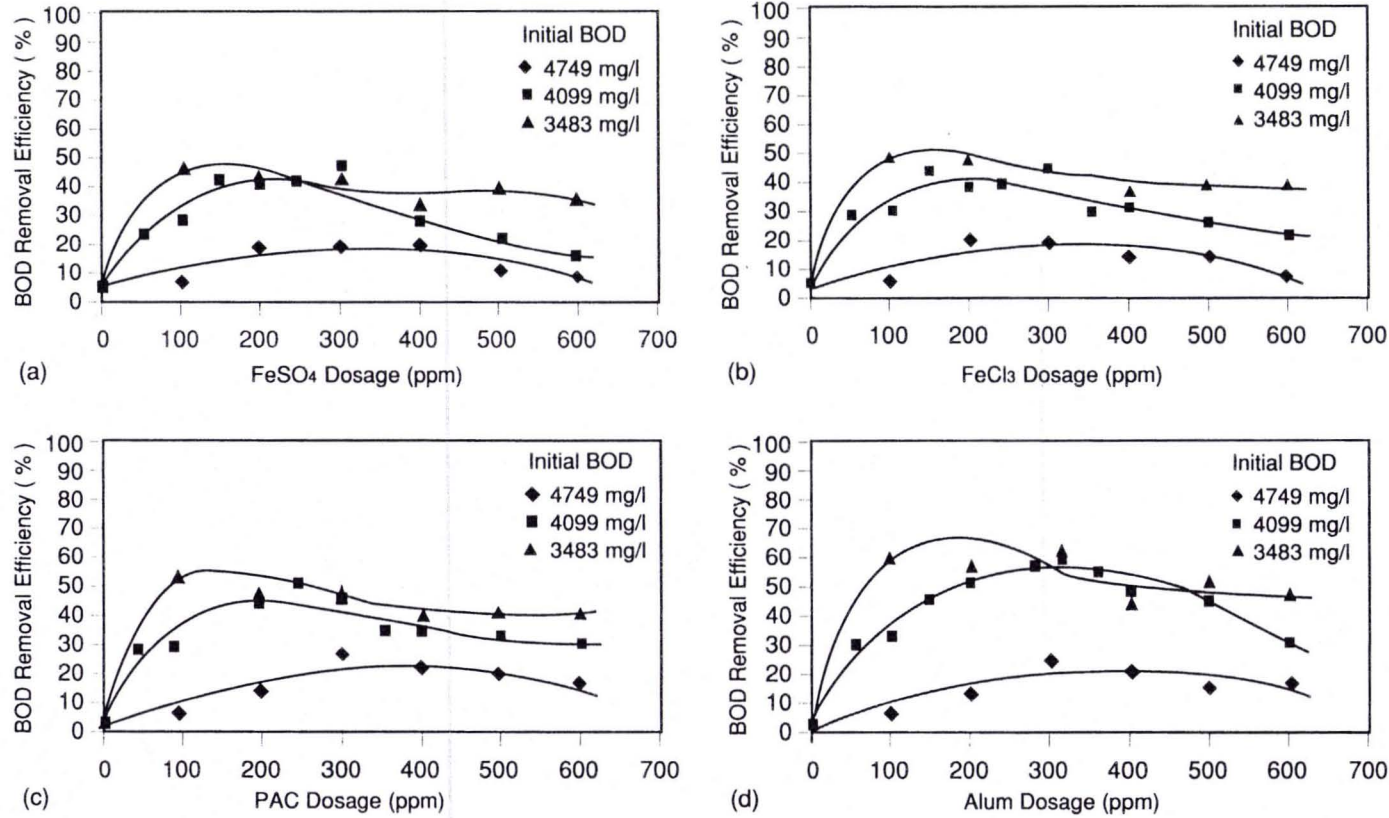 BOD Removal Efficiency ( % )
100
90
80
70
60
50
40
30
20
10
0
Initial BOD
4749 mg/l
4099 mg/l
3483 mg/l
0 100 200 300 400 500 600 700
(a)
FeSO4 Dosage (ppm)
BOD Removal Efficiency ( % )
100
90
80
70
60
50
40
30
20
10
0
Initial BOD
4749 mg/l
4099 mg/l
3483 mg/l
0 100 200 300 400 500 600 700
(b)
FeCl3 Dosage (ppm)
BOD Removal Efficiency ( % )
100
90
80
70
60
50
40
30
20
10
0
Initial BOD
4749 mg/l
4099 mg/l
3483 mg/l
0 100 200 300 400 500 600 700
(c)
PAC Dosage (ppm)
BOD Removal Efficiency ( % )
100
90
80
70
60
50
40
30
20
10
0
Initial BOD
4749 mg/l
4099 mg/l
3483 mg/l
0 100 200 300 400 500 600 700
(d)
Alum Dosage (ppm)